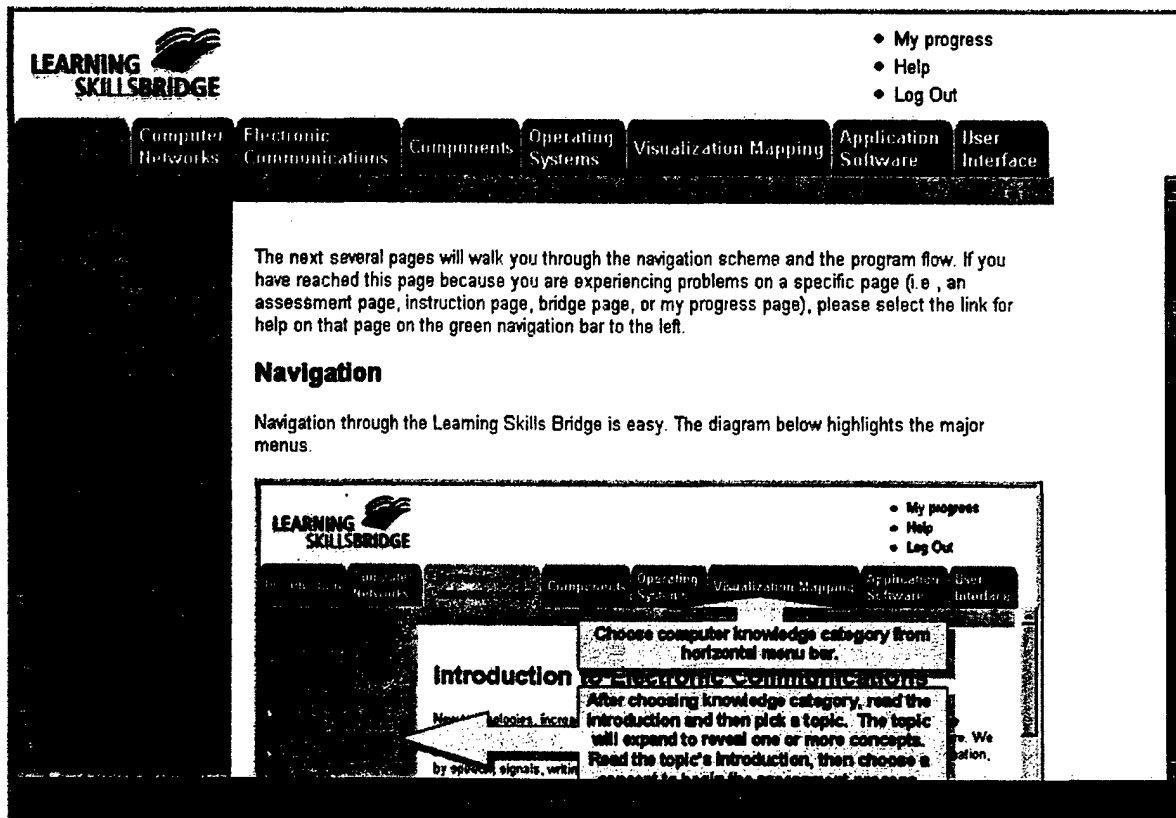 LEARNING
SKILLSBRIDGE
My progress
Help
Log Out
Computer Networks
Electronic Communications
Components
Operating Systems
Visualization Mapping
Application Software
User Interface
The next several pages will walk you through the navigation scheme and the program flow. If you
have reached this page because you are experiencing problems on a specific page (i.e , an
assessment page, instruction page, bridge page, or my progress page), please select the link for
help on that page on the green navigation bar to the left.
Navigation
Navigation through the Learning Skills Bridge is easy. The diagram below highlights the major
menus.
LEARNING
SKILLSBRIDGE
My progress
Help
Log Out
Networks
Components
Operating Systems
Visualization Mapping
Application Software
User Interface
Choose computer knowledge category from
horizontal menu bar.
Introduction to Electronic Communications
After choosing knowledge category, read the
introduction and then pick a topic. The topic
will expand to reveal one or more concepts.
We
Read the topic's introduction, then choose a
by signals,